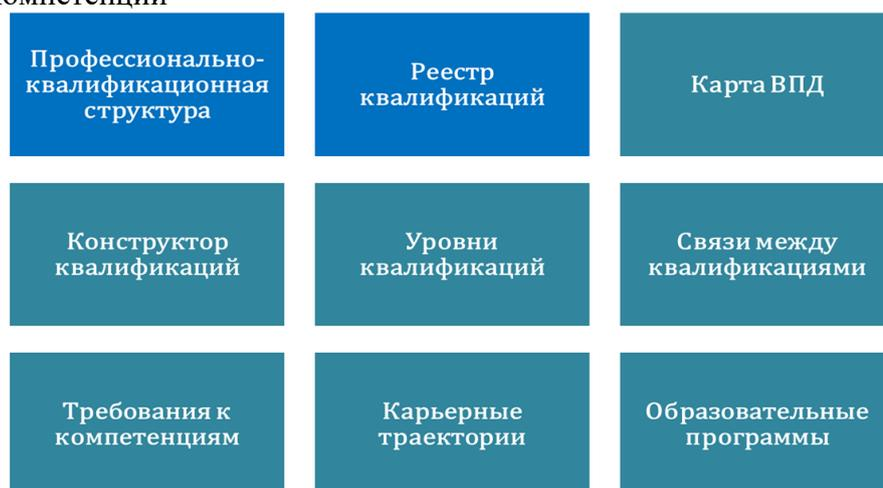 компетенций
Профессионально-
квалификационная
структура
Реестр
квалификаций
Карта ВПД
Конструктор
квалификаций
Уровни
квалификаций
Связи между
квалификациями
Требования к
компетенциям
Карьерные
траектории
Образовательные
программы